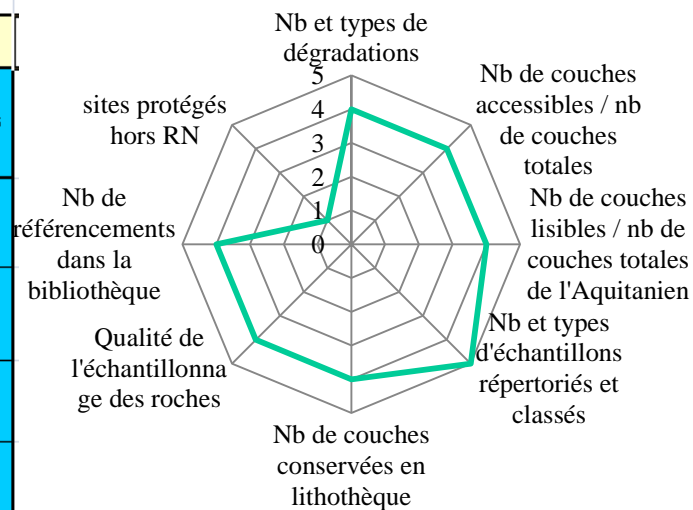 Nb et types de
dégradations
Nb de couches
accessibles / nb
de couches
totales
Nb de couches
lisibles / nb de
couches totales
de l'Aquitanien
Nb et types
d'échantillons
répertoriés et
classés
Nb de couches
conservées en
lithothèque
Qualité de
l'échantillonna
ge des roches
Nb de
référencements
dans la
bibliothèque
sites protégés
hors RN
5
4
3
2
1
0